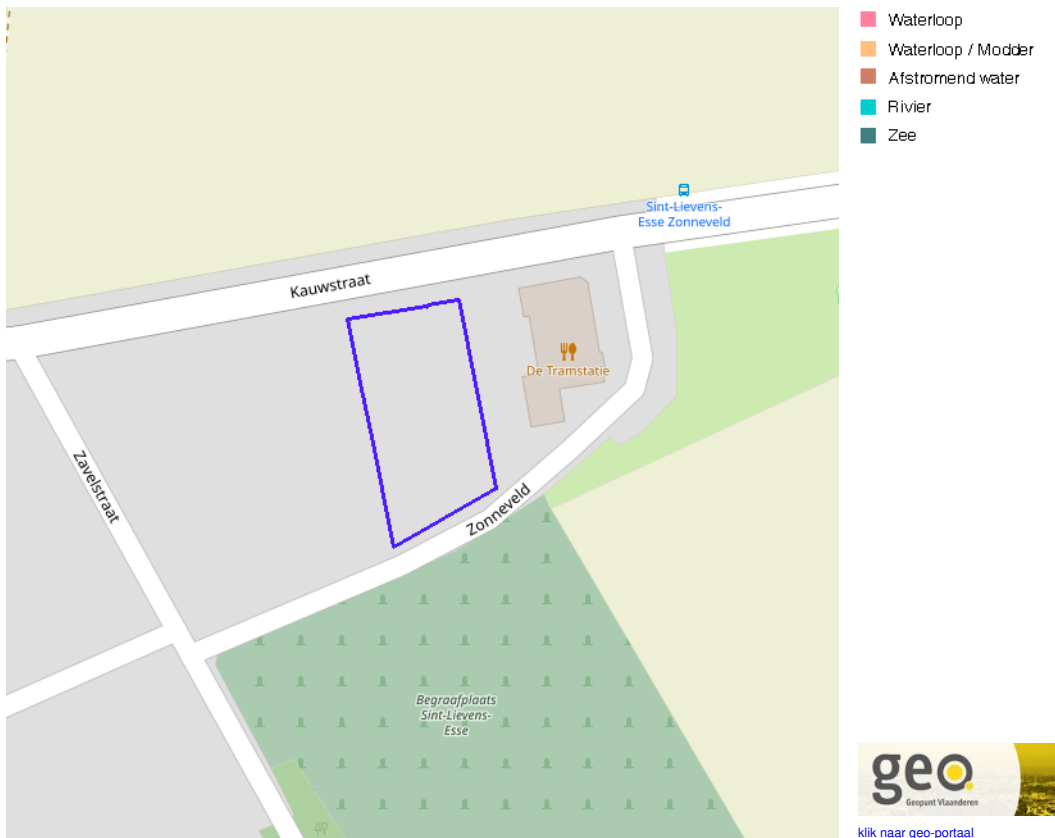 Waterloop
Waterloop / Modder
Afstromend water
Rivier
Zee
Sint-Lievens-
Esse Zonneveld
Kauwstraat
De Tramstatie
Zavelstraat
Zonneveld
Begraafplaats
Sint-Lievens-
Esse
geo
Geopunt Vlaanderen
klik naar geo-portaal